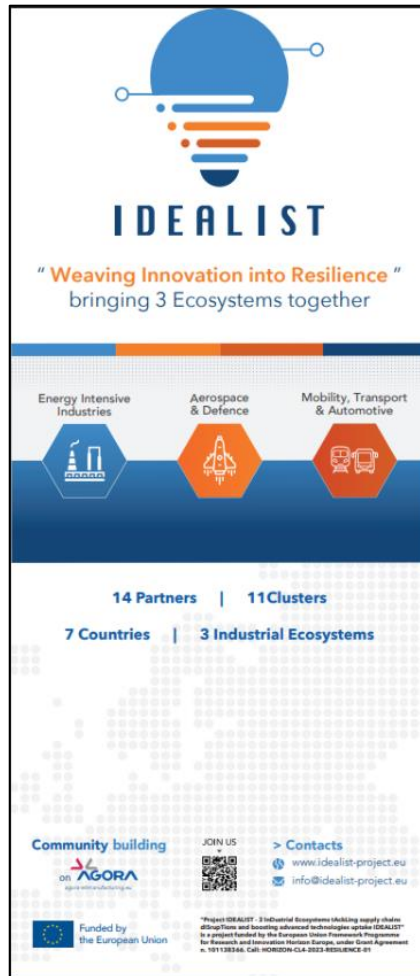 IDEALIST
" Weaving Innovation into Resilience "
bringing 3 Ecosystems together
Energy Intensive
Industries
Aerospace
& Defence
Mobility, Transport
& Automotive
14 Partners | 11Clusters
7 Countries | 3 Industrial Ecosystems
Community building
on AGORA
agora-eelmanufacturing.eu
JOIN US
> Contacts
www.idealist-project.eu
info@idealist-project.eu
Funded by
the European Union
"Project IDEALIST - 3 InDustrial Ecosystems tAckLing supply chains
dISrupTions and boosting advanced technologies uptake IDEALIST"
is a project funded by the European Union Framework Programme
for Research and Innovation Horizon Europe, under Grant Agreement
n. 101138366. Call: HORIZON-CL4-2023-RESILIENCE-01